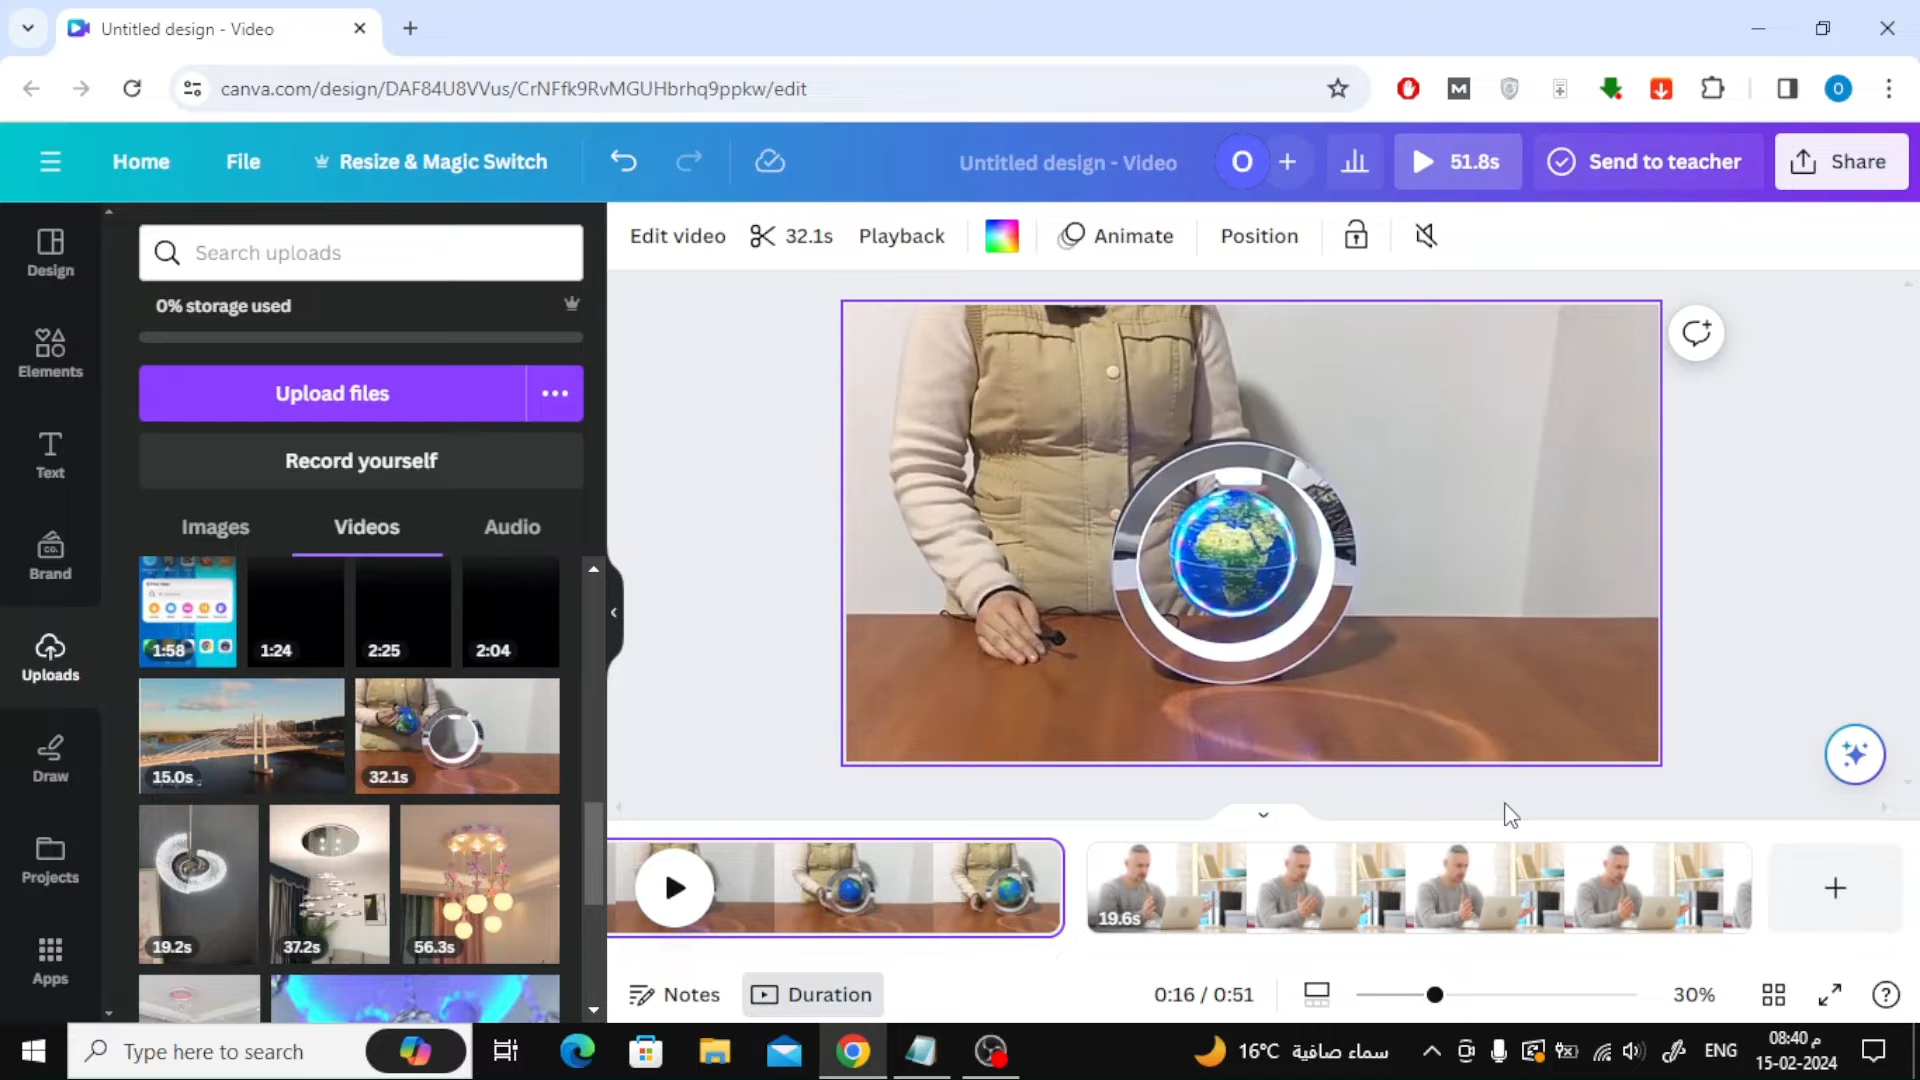 Untitled design - Video
canva.com/design/DAF84U8VVus/CrNFfk9RvMGUHbrhq9ppkw/edit
O
Home
File
Resize & Magic Switch
Untitled design - Video
O
51.8s
Send to teacher
Share
Design
Elements
Text
CO.
Brand
Uploads
Draw
Projects
Apps
Search uploads
0% storage used
Upload files
Record yourself
Images
Videos
Audio
1:58
1:24
2:25
2:04
15.0s
32.1s
19.2s
37.2s
56.3s
Edit video
32.1s
Playback
Animate
Position
19.6s
Notes
Duration
0:16 / 0:51
30%
Type here to search
16°C سماء صافية
ENG
08:40 م
15-02-2024